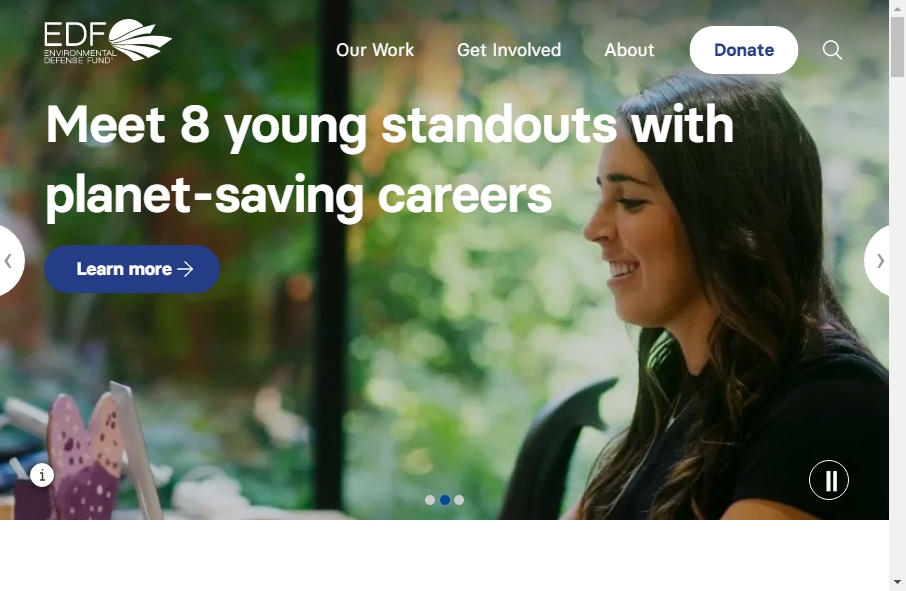 EDF
ENVIRONMENTAL
DEFENSE FUND
Our Work
Get Involved
About
Donate
Meet 8 young standouts with
planet-saving careers
Learn more →
i